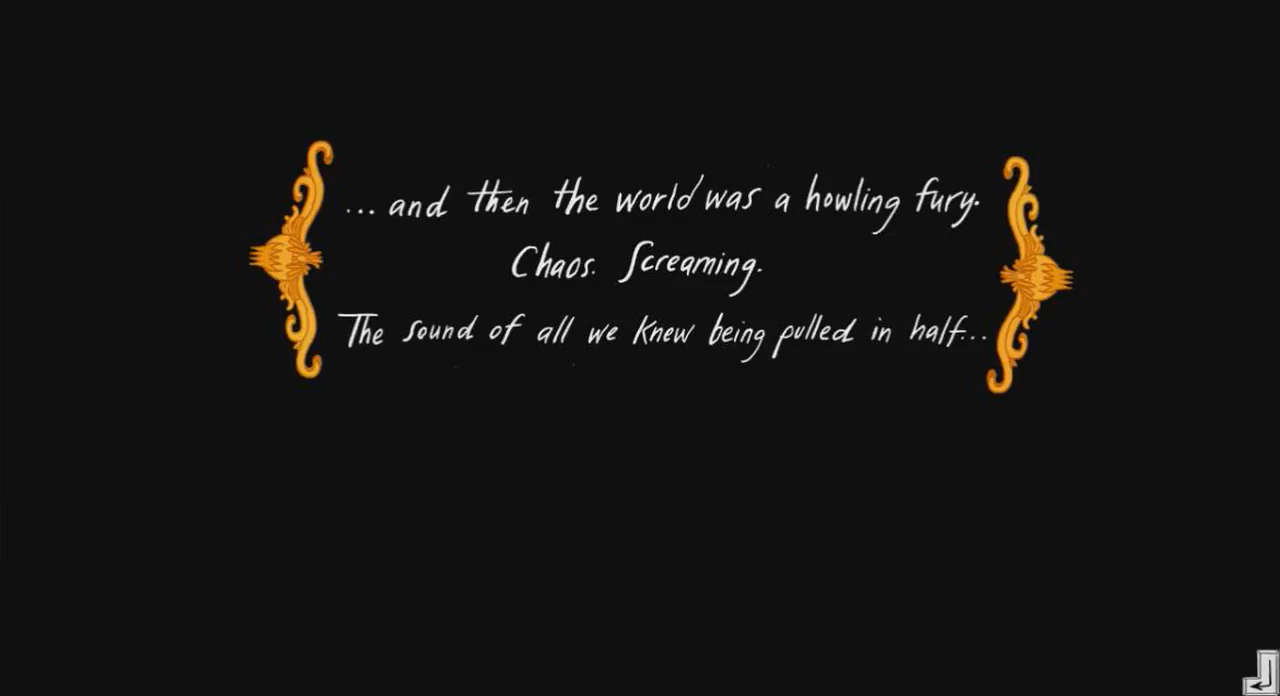 ...and then the world was a howling fury.
Chaos. Screaming.
The sound of all we knew being pulled in half...